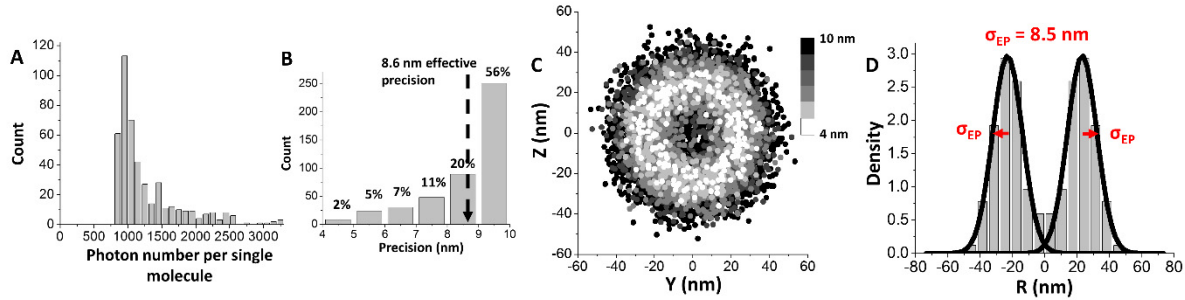 A
120
100
80
60
40
20
0
Count
0 500 1000 1500 2000 2500 3000
Photon number per single
molecule
B
8.6 nm effective
precision
250
200
150
100
50
0
Count
2%
5%
7%
11%
20%
56%
4 5 6 7 8 9 10
Precision (nm)
C
60
40
20
0
-20
-40
-60
Z (nm)
-60 -40 -20 0 20 40 60
Y (nm)
10 nm
4 nm
D
σEP = 8.5 nm
3.0
2.5
2.0
1.5
1.0
0.5
0.0
Density
σEP
σEP
-80 -60 -40 -20 0 20 40 60 80
R (nm)